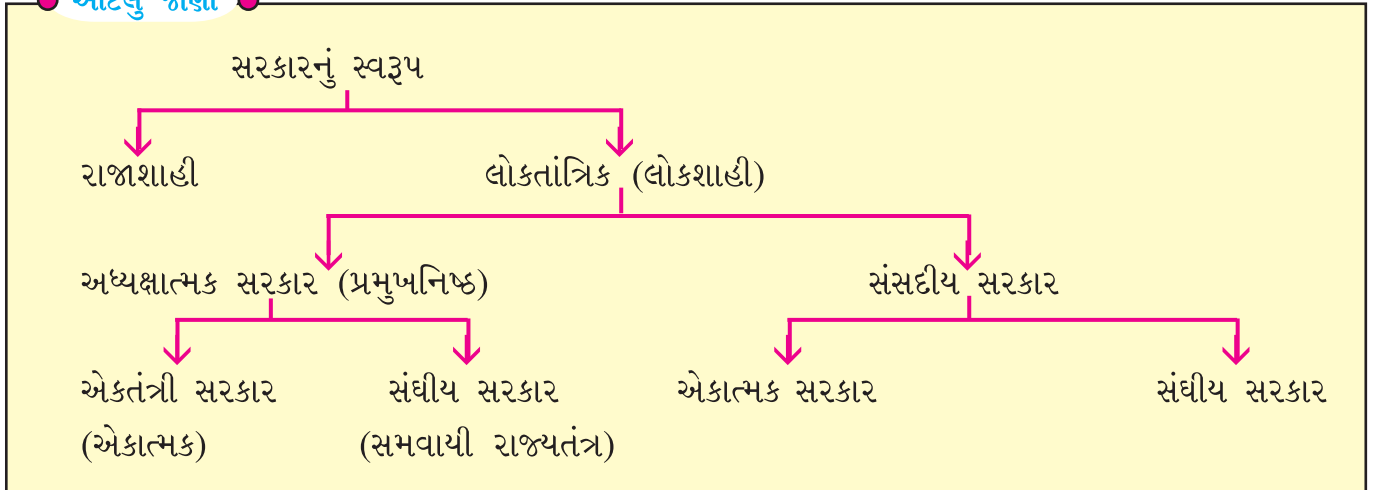 આટલું જાણો
સરકારનું સ્વરૂપ
રાજાશાહી લોકતાંત્રિક (લોકશાહી)
અધ્યક્ષાત્મક સરકાર (પ્રમુખનિષ્ઠ) સંસદીય સરકાર
એકતંત્રી સરકાર સંઘીય સરકાર એકાત્મક સરકાર સંઘીય સરકાર
(એકાત્મક) (સમવાયી રાજ્યતંત્ર)